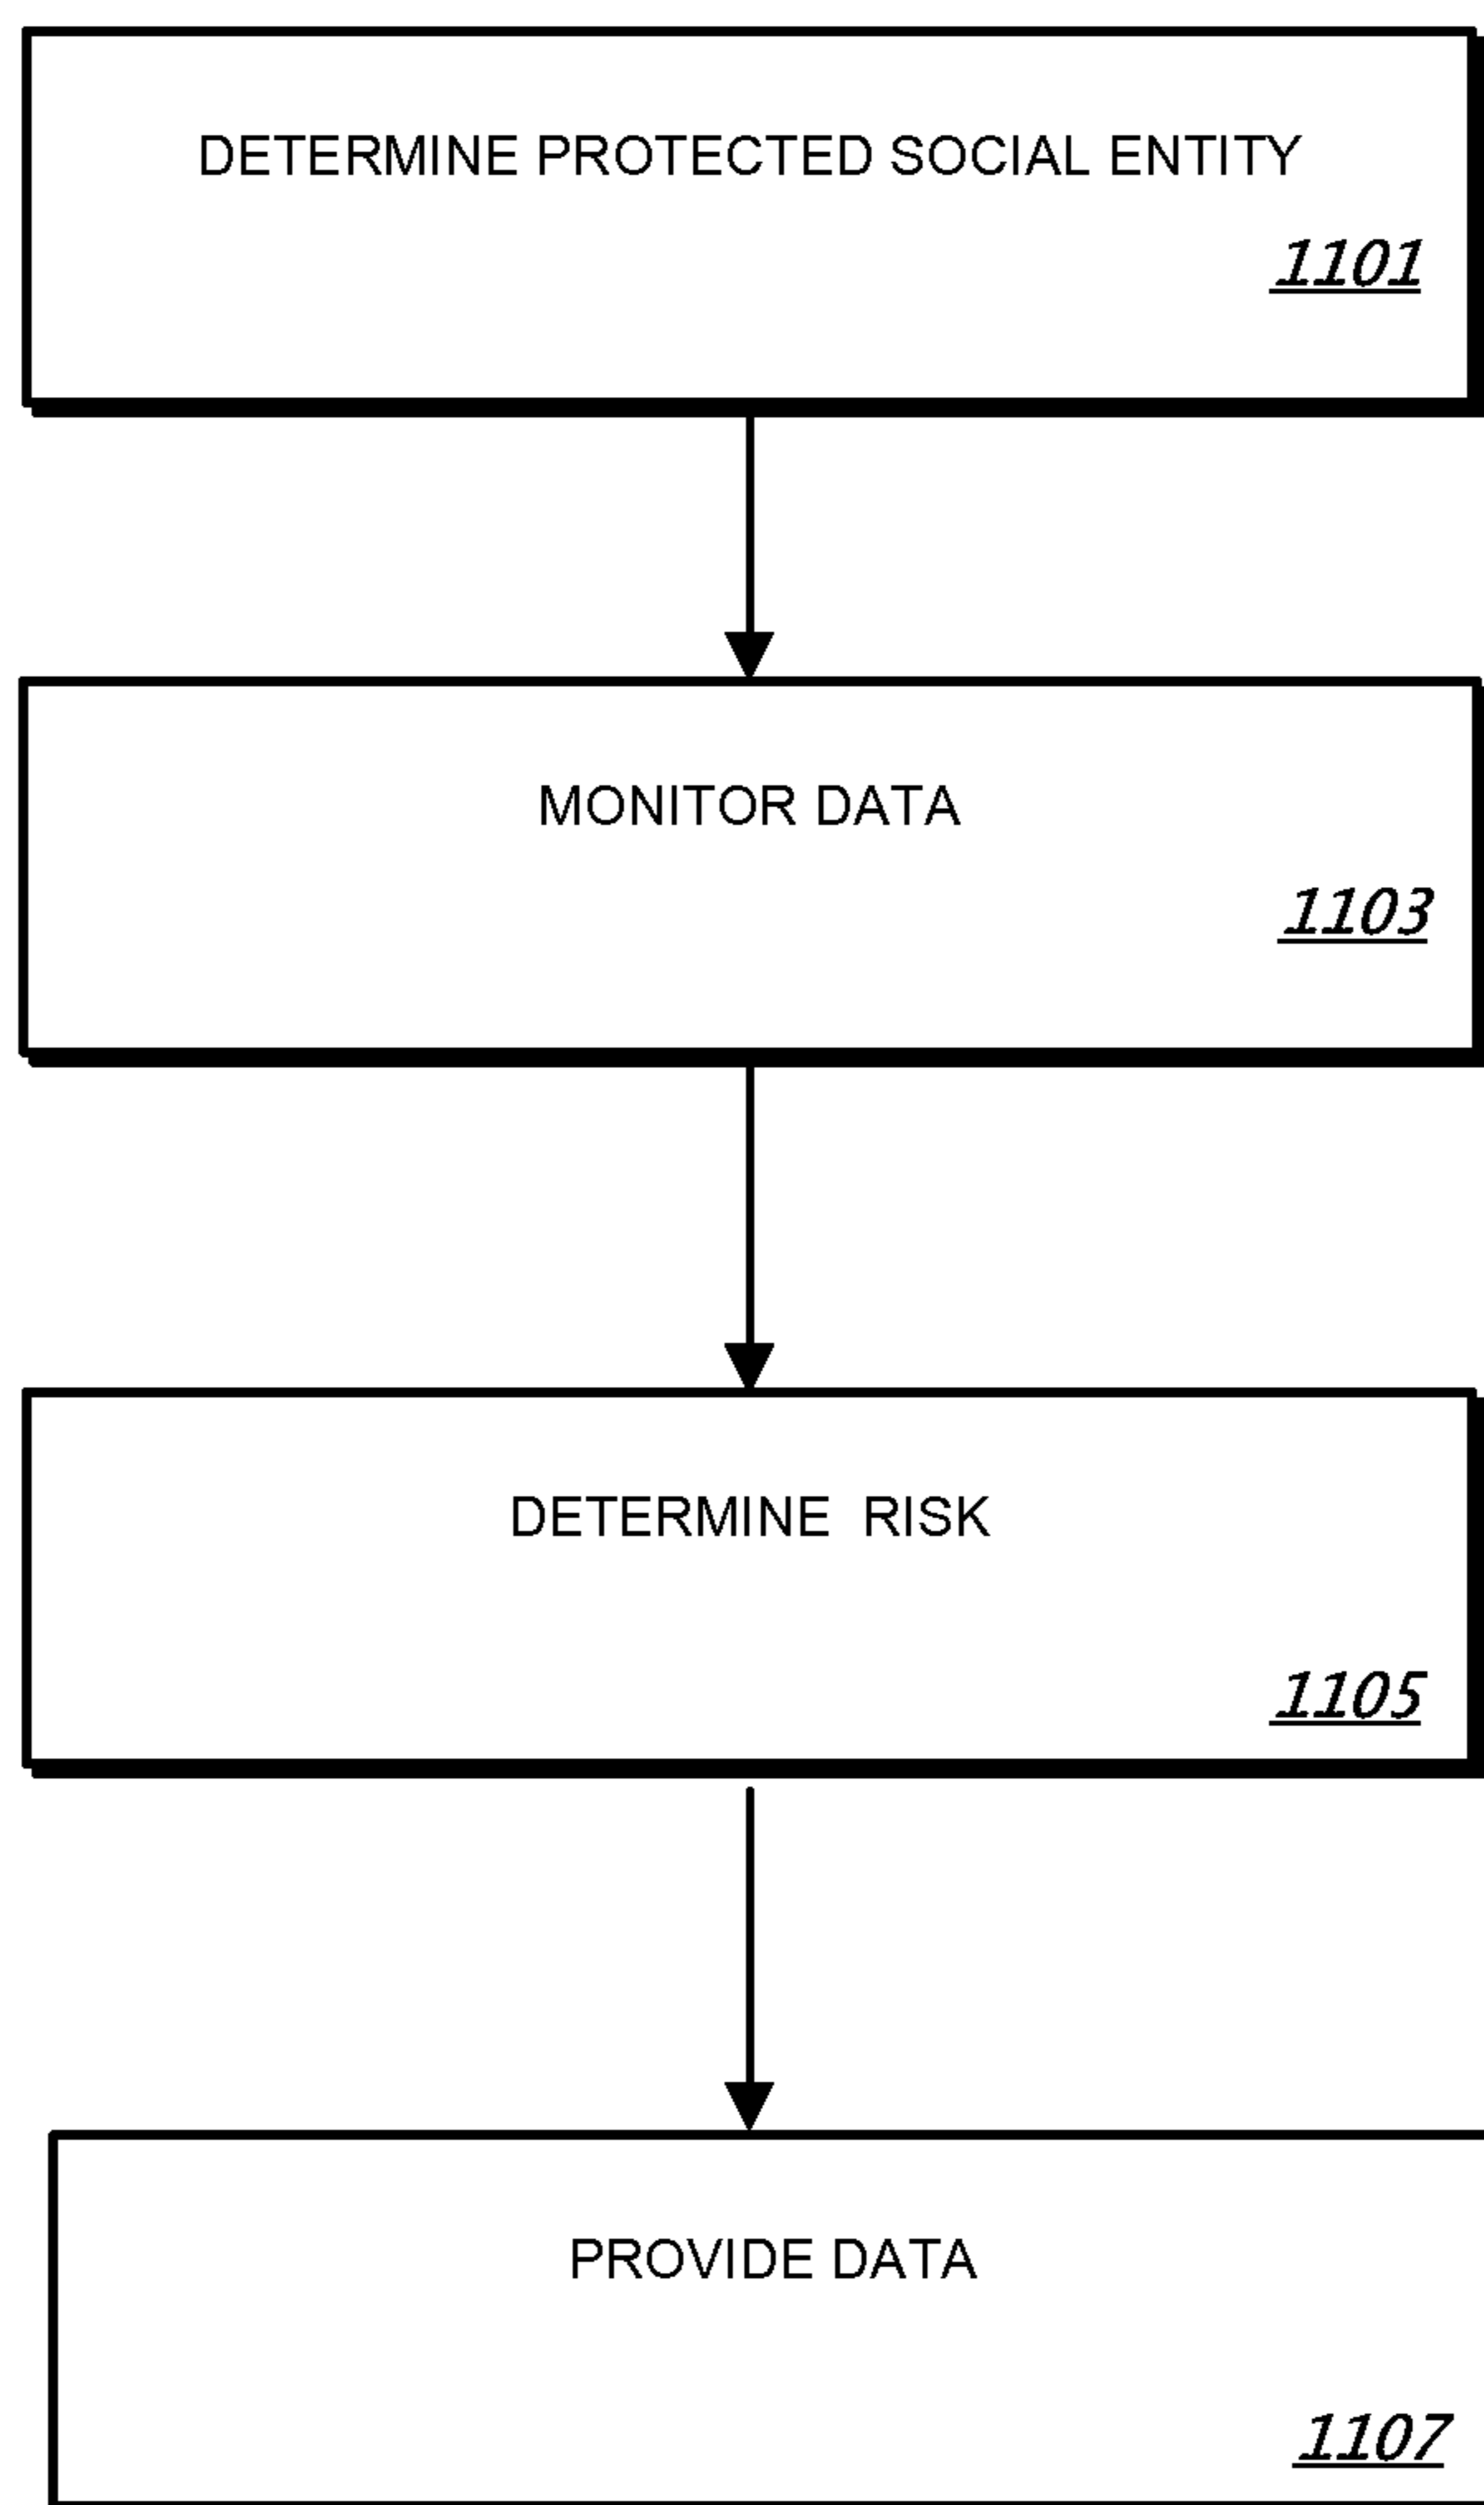 DETERMINE PROTECTED SOCIAL ENTITY
1101
MONITOR DATA
1103
DETERMINE RISK
1105
PROVIDE DATA
1107